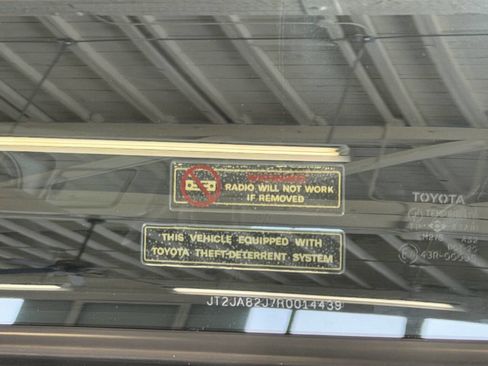 RADIO WILL NOT WORK
IF REMOVED
THIS VEHICLE EQUIPPED WITH
TOYOTA THEFT-DETERRENT SYSTEM
JT2JA82J7R0014439
TOYOTA